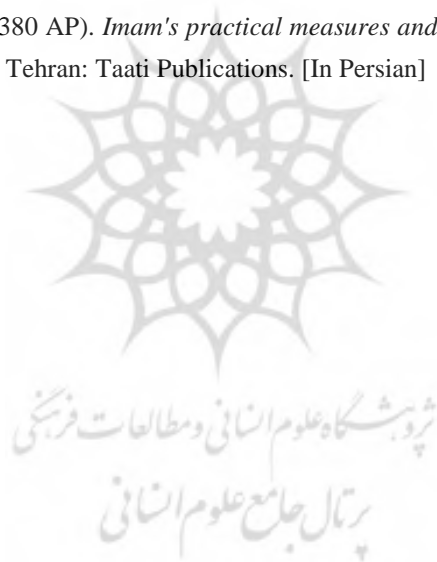 380 AP). Imam's practical measures and
Tehran: Taati Publications. [In Persian]
پژوهشگاه علوم انسانی و مطالعات فرهنگی
پرتال جامع علوم انسانی